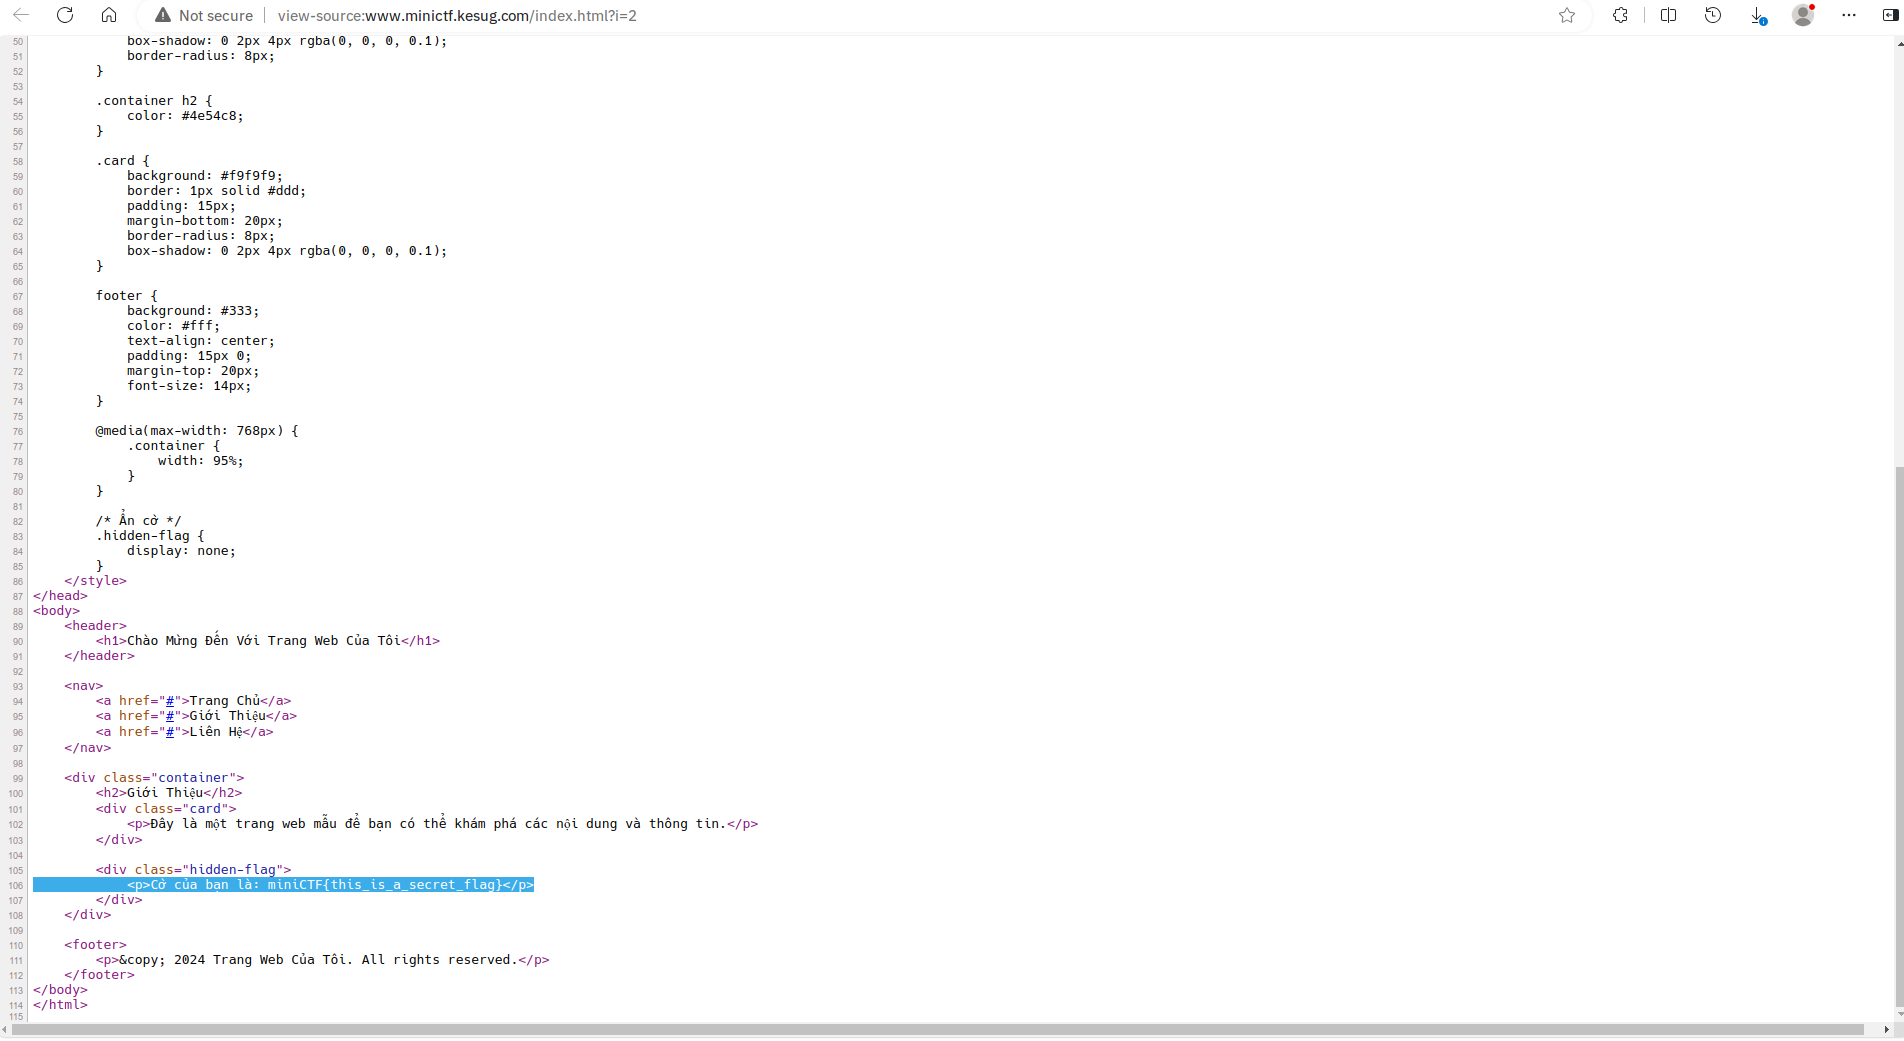 Not secure view-source:www.minictf.kesug.com/index.html?i=2
50 box-shadow: 0 2px 4px rgba(0, 0, 0, 0.1);
51 border-radius: 8px;
52 }
53
54 .container h2 {
55 color: #4e54c8;
56 }
57
58 .card {
59 background: #f9f9f9;
60 border: 1px solid #ddd;
61 padding: 15px;
62 margin-bottom: 20px;
63 border-radius: 8px;
64 box-shadow: 0 2px 4px rgba(0, 0, 0, 0.1);
65 }
66
67 footer {
68 background: #333;
69 color: #fff;
70 text-align: center;
71 padding: 15px 0;
72 margin-top: 20px;
73 font-size: 14px;
74 }
75
76 @media(max-width: 768px) {
77 .container {
78 width: 95%;
79 }
80 }
81
82 /* Ẩn cờ */
83 .hidden-flag {
84 display: none;
85 }
86 </style>
87 </head>
88 <body>
89 <header>
90 <h1>Chào Mừng Đến Với Trang Web Của Tôi</h1>
91 </header>
92
93 <nav>
94 <a href="#">Trang Chủ</a>
95 <a href="#">Giới Thiệu</a>
96 <a href="#">Liên Hệ</a>
97 </nav>
98
99 <div class="container">
100 <h2>Giới Thiệu</h2>
101 <div class="card">
102 <p>Đây là một trang web mẫu để bạn có thể khám phá các nội dung và thông tin.</p>
103 </div>
104
105 <div class="hidden-flag">
106 <p>Cờ của bạn là: miniCTF{this_is_a_secret_flag}</p>
107 </div>
108 </div>
109
110 <footer>
111 <p>&copy; 2024 Trang Web Của Tôi. All rights reserved.</p>
112 </footer>
113 </body>
114 </html>
115